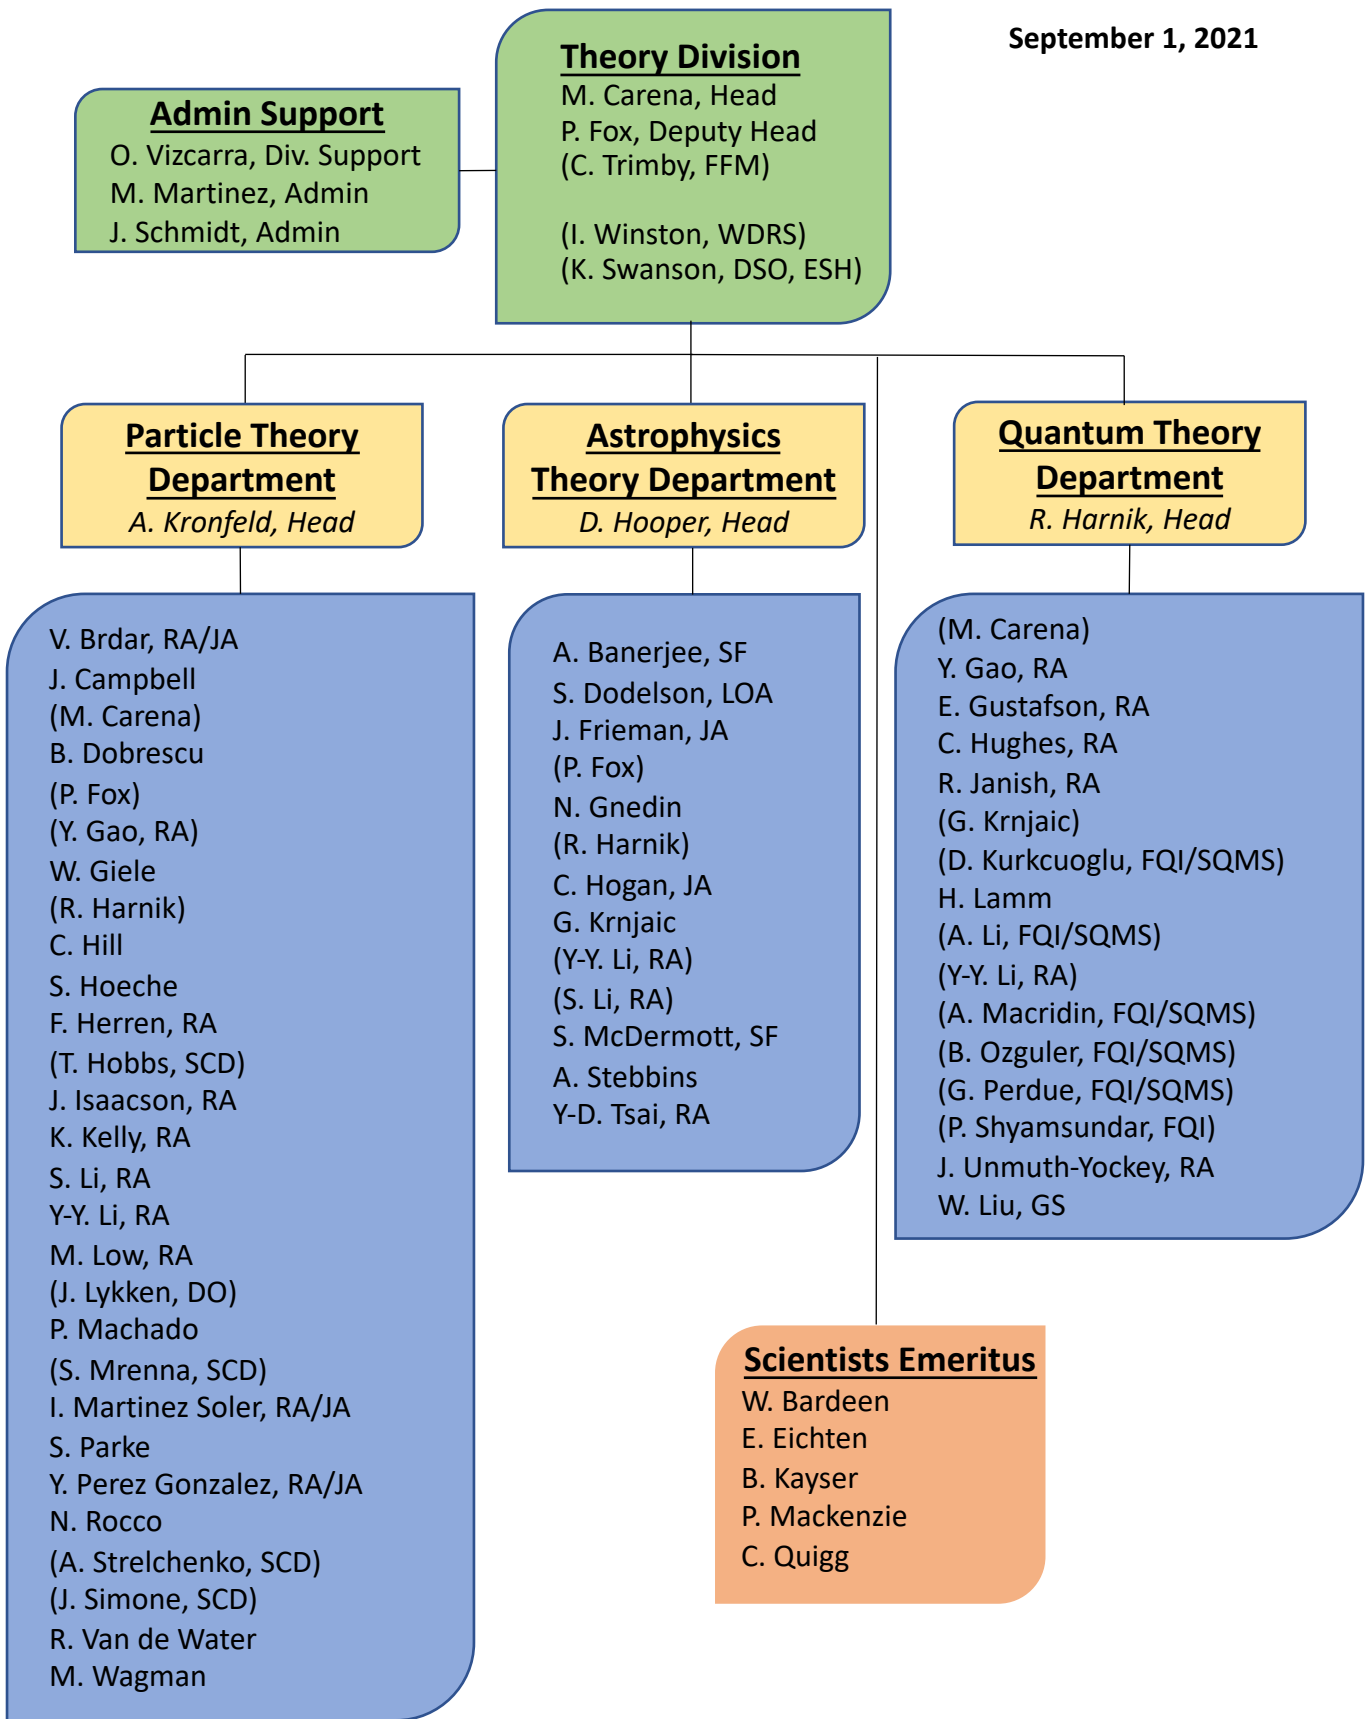 September 1, 2021
Theory Division
M. Carena, Head
P. Fox, Deputy Head
(C. Trimby, FFM)
(I. Winston, WDRS)
(K. Swanson, DSO, ESH)
Admin Support
O. Vizcarra, Div. Support
M. Martinez, Admin
J. Schmidt, Admin
Particle Theory
Department
A. Kronfeld, Head
V. Brdar, RA/JA
J. Campbell
(M. Carena)
B. Dobrescu
(P. Fox)
(Y. Gao, RA)
W. Giele
(R. Harnik)
C. Hill
S. Hoeche
F. Herren, RA
(T. Hobbs, SCD)
J. Isaacson, RA
K. Kelly, RA
S. Li, RA
Y-Y. Li, RA
M. Low, RA
(J. Lykken, DO)
P. Machado
(S. Mrenna, SCD)
I. Martinez Soler, RA/JA
S. Parke
Y. Perez Gonzalez, RA/JA
N. Rocco
(A. Strelchenko, SCD)
(J. Simone, SCD)
R. Van de Water
M. Wagman
Astrophysics
Theory Department
D. Hooper, Head
A. Banerjee, SF
S. Dodelson, LOA
J. Frieman, JA
(P. Fox)
N. Gnedin
(R. Harnik)
C. Hogan, JA
G. Krnjaic
(Y-Y. Li, RA)
(S. Li, RA)
S. McDermott, SF
A. Stebbins
Y-D. Tsai, RA
Quantum Theory
Department
R. Harnik, Head
(M. Carena)
Y. Gao, RA
E. Gustafson, RA
C. Hughes, RA
R. Janish, RA
(G. Krnjaic)
(D. Kurkcuoglu, FQI/SQMS)
H. Lamm
(A. Li, FQI/SQMS)
(Y-Y. Li, RA)
(A. Macridin, FQI/SQMS)
(B. Ozguler, FQI/SQMS)
(G. Perdue, FQI/SQMS)
(P. Shyamsundar, FQI)
J. Unmuth-Yockey, RA
W. Liu, GS
Scientists Emeritus
W. Bardeen
E. Eichten
B. Kayser
P. Mackenzie
C. Quigg